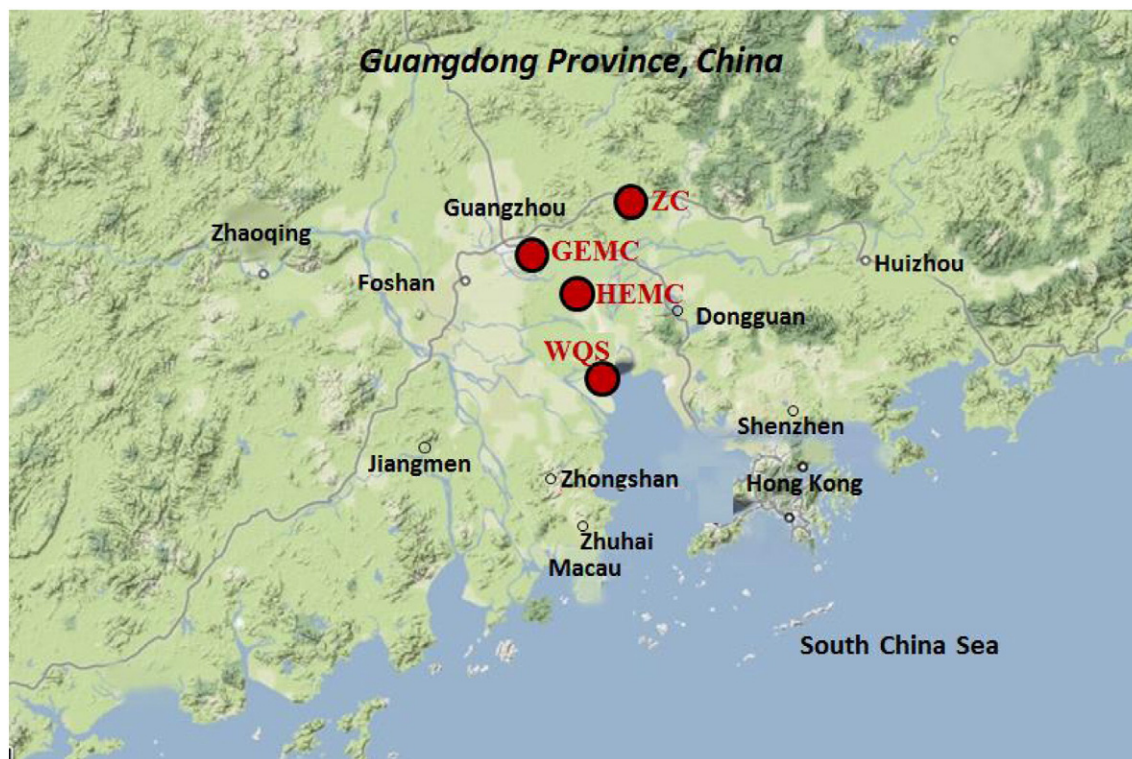 Guangdong Province, China
ZC
Guangzhou
Zhaoqing
GEMC
Huizhou
Foshan
HEMC
Dongguan
WQS
Shenzhen
Jiangmen
Zhongshan
Hong Kong
Zhuhai
Macau
South China Sea